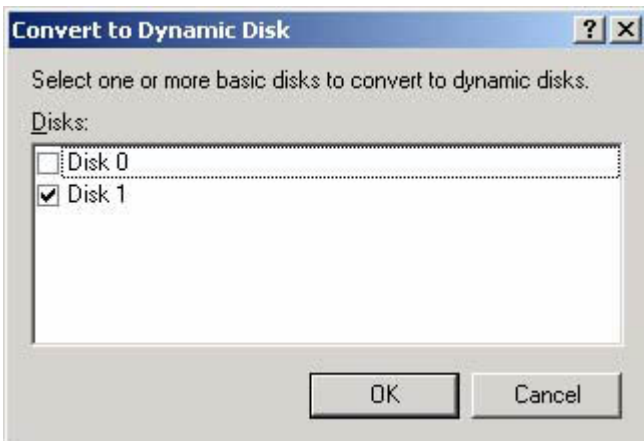 Convert to Dynamic Disk
Select one or more basic disks to convert to dynamic disks.
Disks:
Disk 0
Disk 1
OK
Cancel